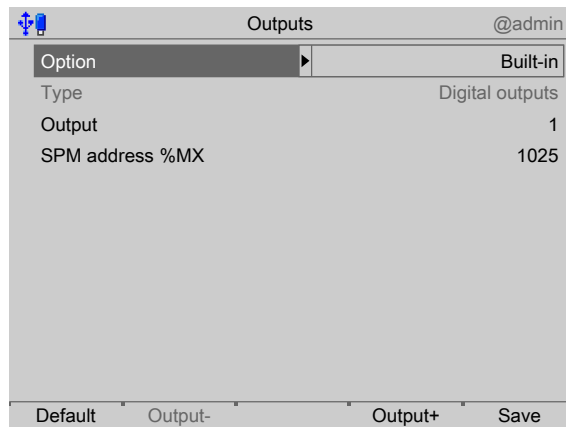 Outputs @admin
Option Built-in
Type Digital outputs
Output 1
SPM address %MX 1025
Default Output- Output+ Save